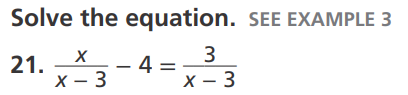 Solve the equation. SEE EXAMPLE 3
21. x/(x – 3) – 4 = 3/(x – 3)